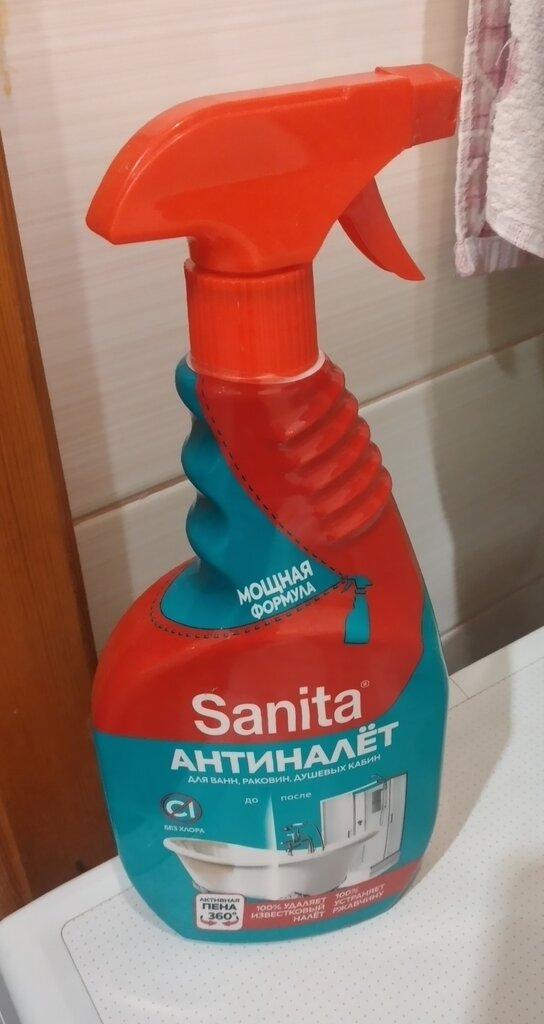 МОЩНАЯ
ФОРМУЛА
Sanita®
АНТИНАЛЁТ
ДЛЯ ВАНН, РАКОВИН, ДУШЕВЫХ КАБИН
до после
Cl
БЕЗ ХЛОРА
АКТИВНАЯ
ПЕНА
360°
100% УДАЛЯЕТ
ИЗВЕСТКОВЫЙ
НАЛЁТ
100%
УСТРАНЯЕТ
РЖАВЧИНУ